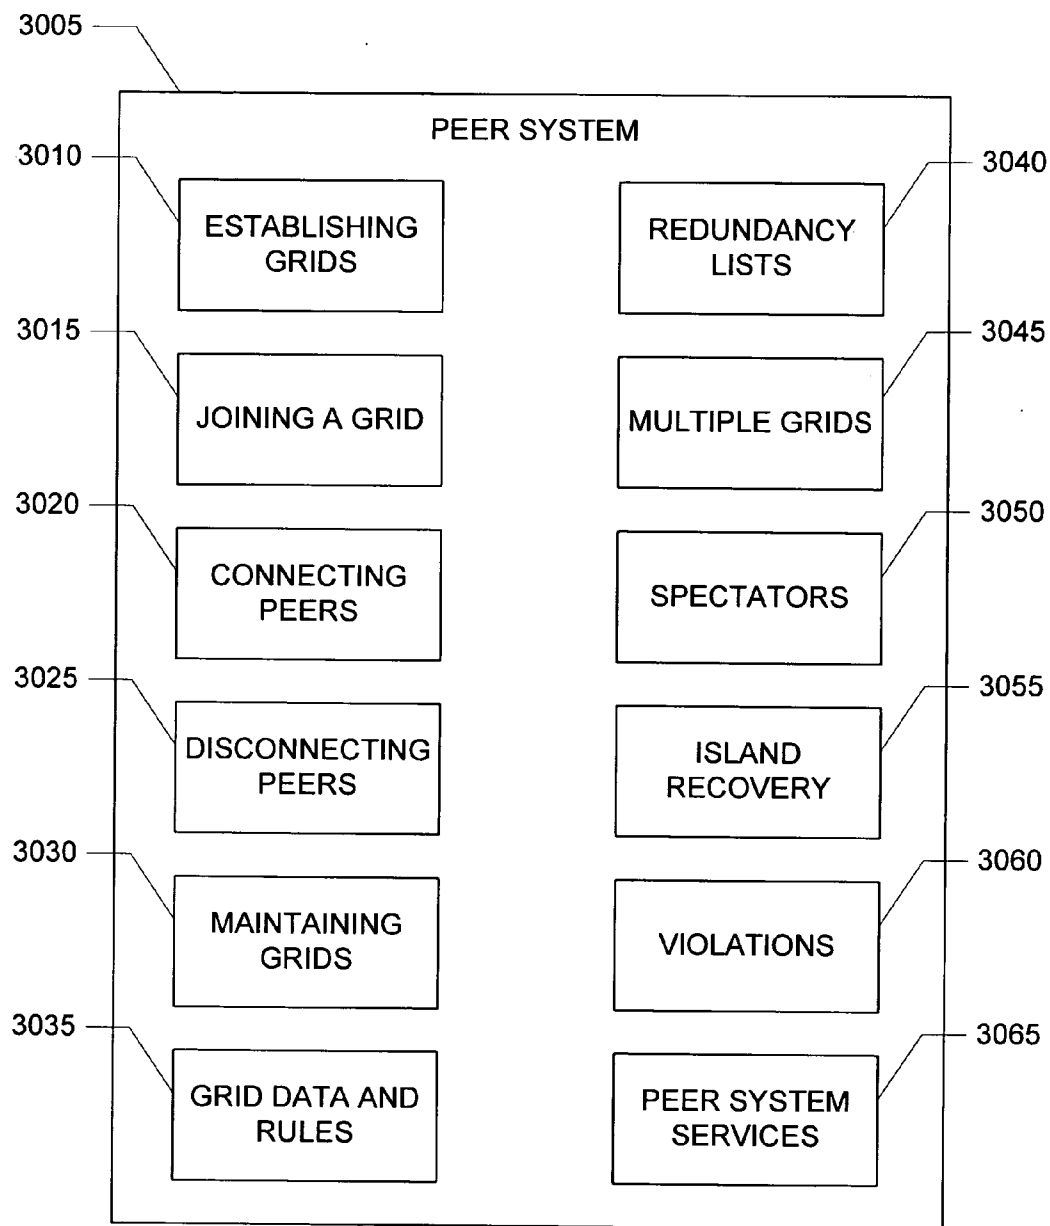 3005
PEER SYSTEM
3010
ESTABLISHING
GRIDS
3040
REDUNDANCY
LISTS
3015
JOINING A GRID
3045
MULTIPLE GRIDS
3020
CONNECTING
PEERS
3050
SPECTATORS
3025
DISCONNECTING
PEERS
3055
ISLAND
RECOVERY
3030
MAINTAINING
GRIDS
3060
VIOLATIONS
3035
GRID DATA AND
RULES
3065
PEER SYSTEM
SERVICES